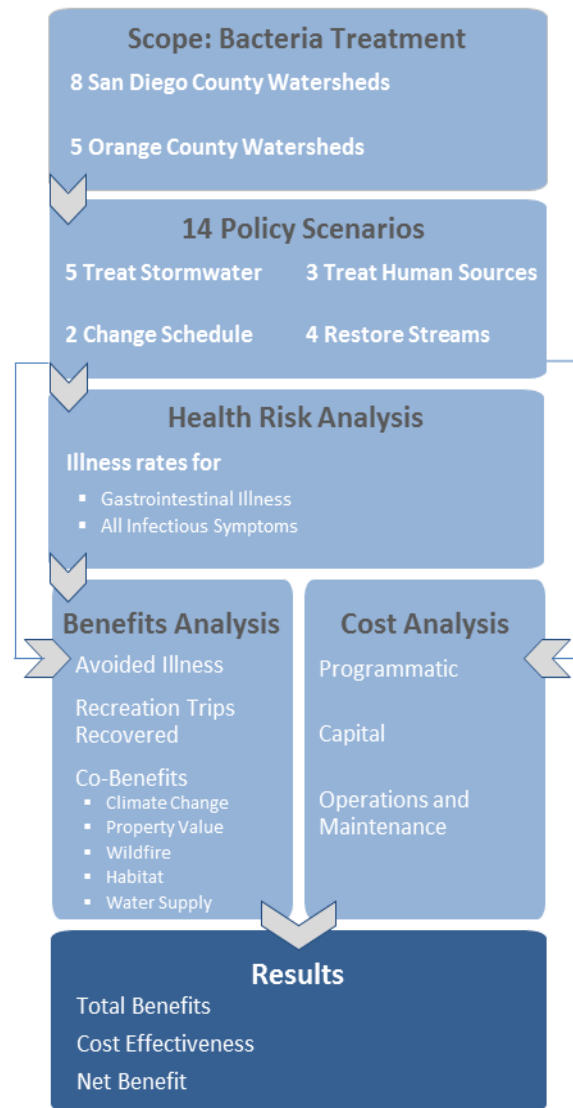 Scope: Bacteria Treatment
8 San Diego County Watersheds
5 Orange County Watersheds
14 Policy Scenarios
5 Treat Stormwater
3 Treat Human Sources
2 Change Schedule
4 Restore Streams
Health Risk Analysis
Illness rates for
▪ Gastrointestinal Illness
▪ All Infectious Symptoms
Benefits Analysis
Avoided Illness
Recreation Trips
Recovered
Co-Benefits
▪ Climate Change
▪ Property Value
▪ Wildfire
▪ Habitat
▪ Water Supply
Cost Analysis
Programmatic
Capital
Operations and
Maintenance
Results
Total Benefits
Cost Effectiveness
Net Benefit